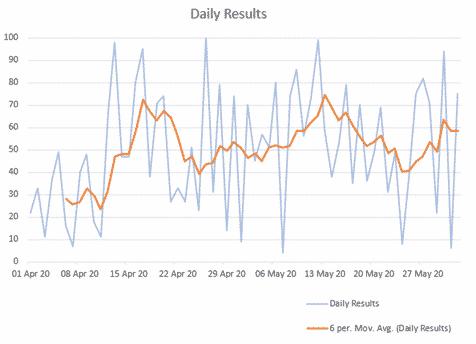 Daily Results
100
90
80
70
60
50
40
30
20
10
0
01 Apr 20 08 Apr 20 15 Apr 20 22 Apr 20 29 Apr 20 06 May 20 13 May 20 20 May 20 27 May 20
Daily Results
6 per. Mov. Avg. (Daily Results)